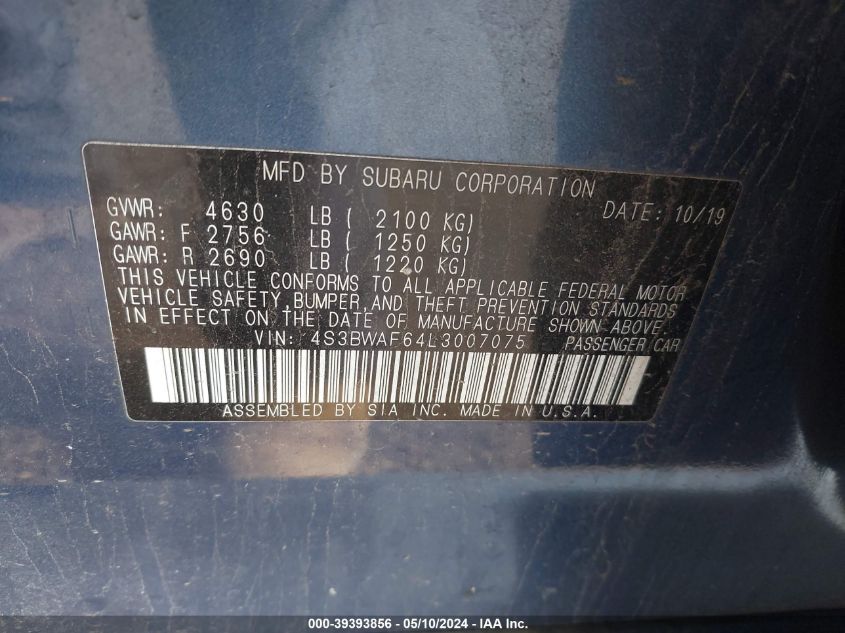 MFD BY SUBARU CORPORATION
GVWR: 4630 LB ( 2100 KG) DATE: 10/19
GAWR: F 2756 LB ( 1250 KG)
GAWR: R 2690 LB ( 1220 KG)
THIS VEHICLE CONFORMS TO ALL APPLICABLE FEDERAL MOTOR
VEHICLE SAFETY, BUMPER, AND THEFT PREVENTION STANDARDS
IN EFFECT ON THE DATE OF MANUFACTURE SHOWN ABOVE.
VIN: 4S3BWAF64L3007075 PASSENGER CAR
ASSEMBLED BY SIA INC. MADE IN U.S.A.
000-39393856 - 05/10/2024 - IAA Inc.